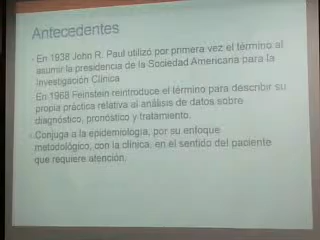 Antecedentes
En 1938 John R. Paul utilizó por primera vez el término al
asumir la presidencia de la Sociedad Americana para la
Investigación Clínica
En 1968 Feinstein reintroduce el término para describir su
propia práctica relativa al análisis de datos sobre
diagnóstico, pronóstico y tratamiento.
Conjuga a la epidemiología, por su enfoque
metodológico, con la clínica, en el sentido del paciente
que requiere atención.